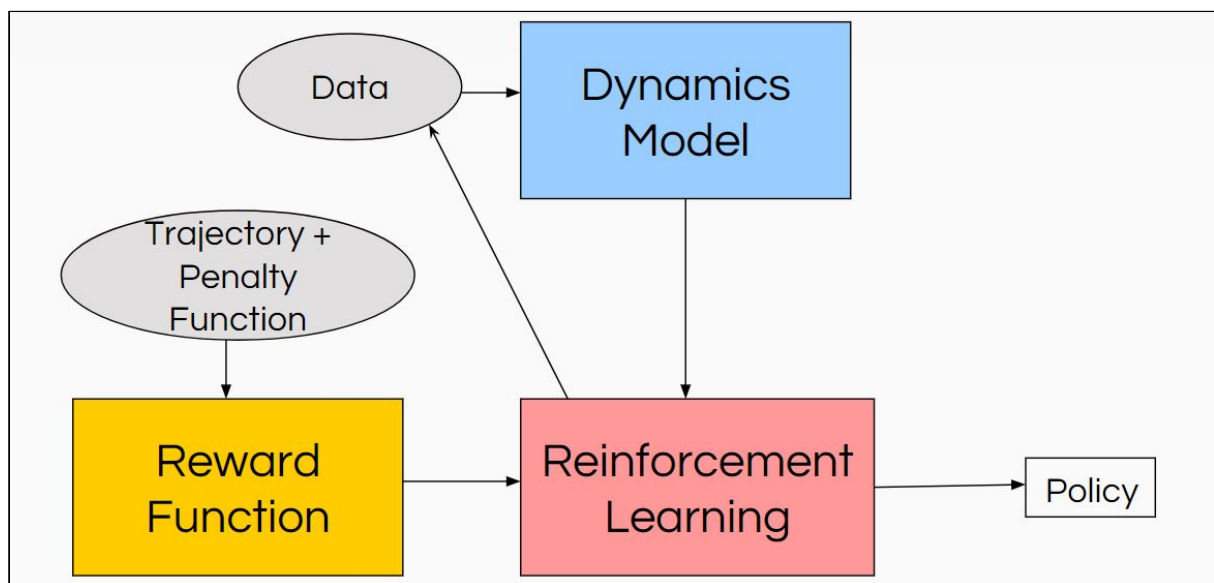 Data
Dynamics
Model
Trajectory +
Penalty
Function
Reward
Function
Reinforcement
Learning
Policy